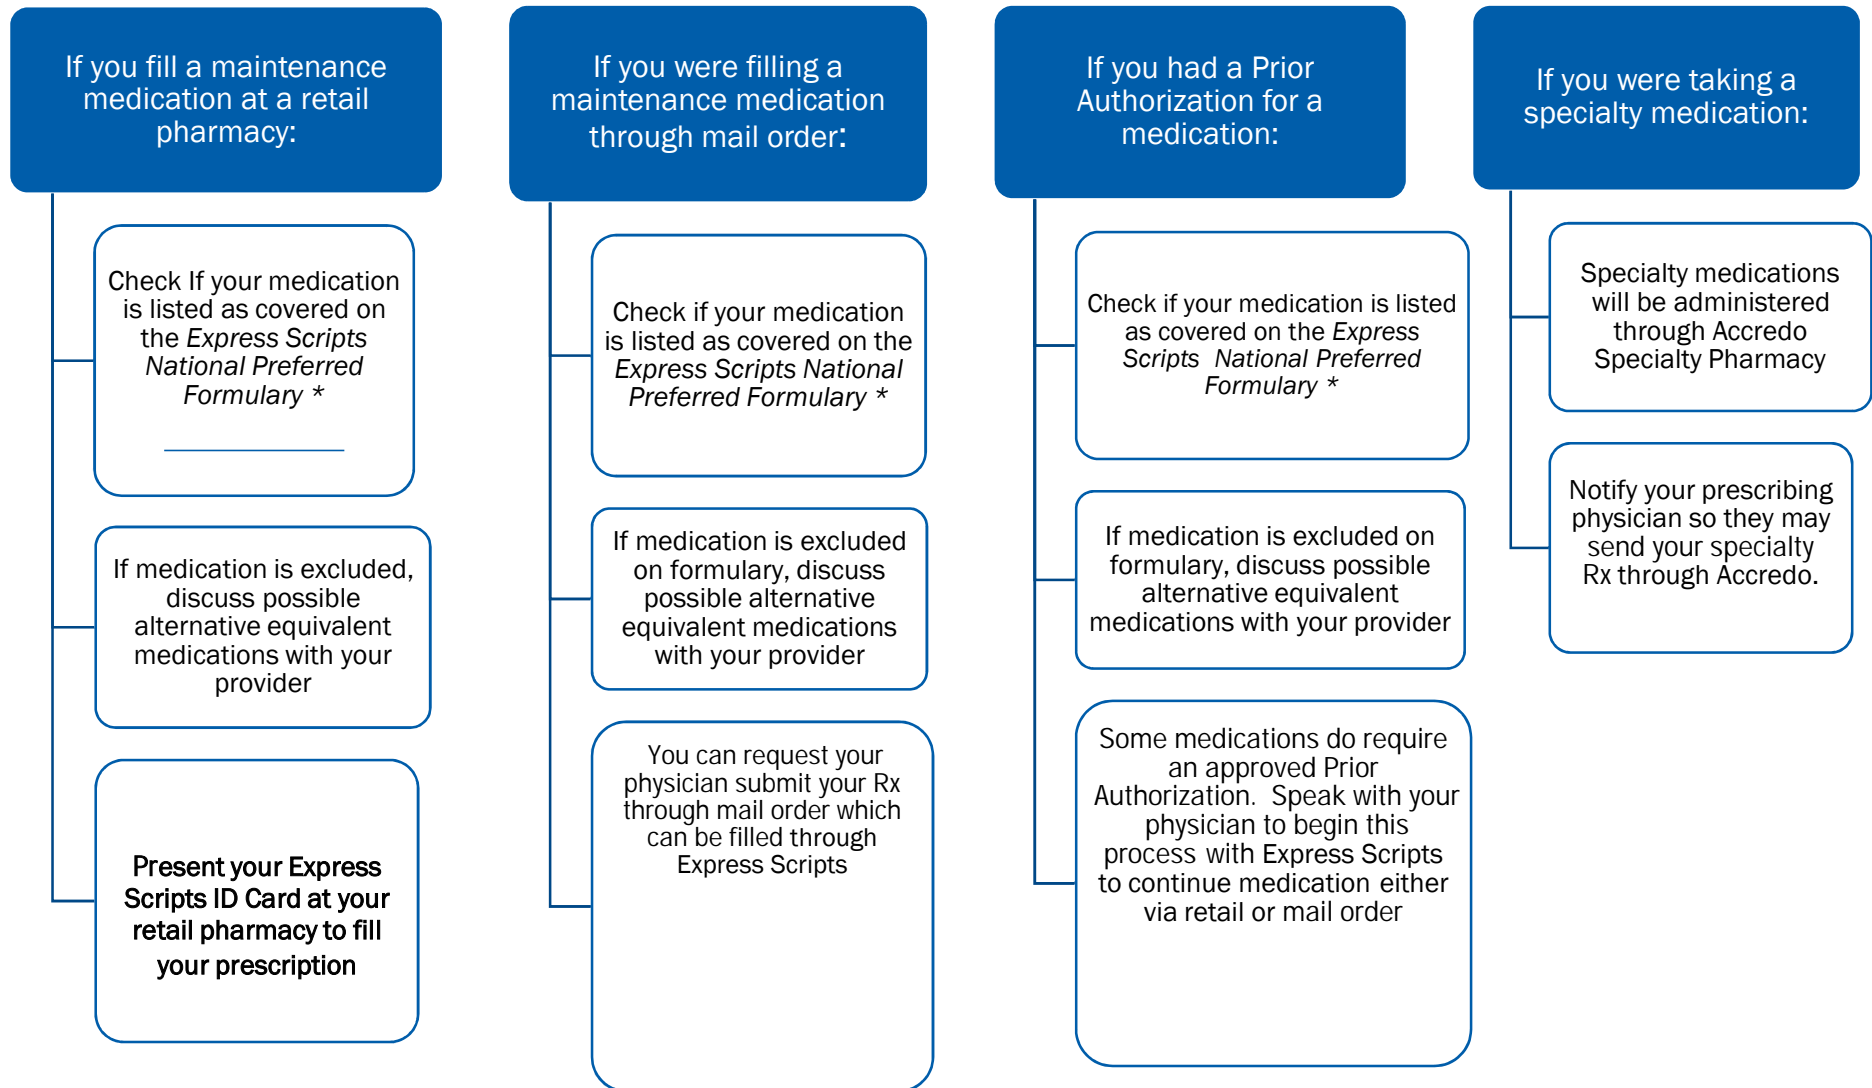 If you fill a maintenance
medication at a retail
pharmacy:
Check If your medication
is listed as covered on
the Express Scripts
National Preferred
Formulary *
If medication is excluded,
discuss possible
alternative equivalent
medications with your
provider
Present your Express
Scripts ID Card at your
retail pharmacy to fill
your prescription
If you were filling a
maintenance medication
through mail order:
Check if your medication
is listed as covered on the
Express Scripts National
Preferred Formulary *
If medication is excluded
on formulary, discuss
possible alternative
equivalent medications
with your provider
You can request your
physician submit your Rx
through mail order which
can be filled through
Express Scripts
If you had a Prior
Authorization for a
medication:
Check if your medication is listed
as covered on the Express
Scripts National Preferred
Formulary *
If medication is excluded on
formulary, discuss possible
alternative equivalent
medications with your provider
Some medications do require
an approved Prior
Authorization. Speak with your
physician to begin this
process with Express Scripts
to continue medication either
via retail or mail order
If you were taking a
specialty medication:
Specialty medications
will be administered
through Accredo
Specialty Pharmacy
Notify your prescribing
physician so they may
send your specialty
Rx through Accredo.